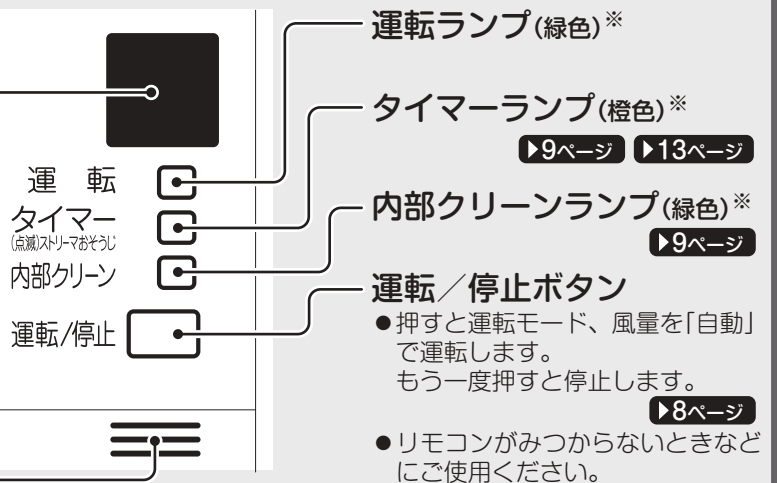 運転
タイマー
(点滅)ストリーマおそうじ
内部クリーン
運転/停止
運転ランプ(緑色)※
タイマーランプ(橙色)※
▶9ページ ▶13ページ
内部クリーンランプ(緑色)※
▶9ページ
運転／停止ボタン
●押すと運転モード、風量を「自動」
で運転します。
もう一度押すと停止します。
▶8ページ
●リモコンがみつからないときなど
にご使用ください。